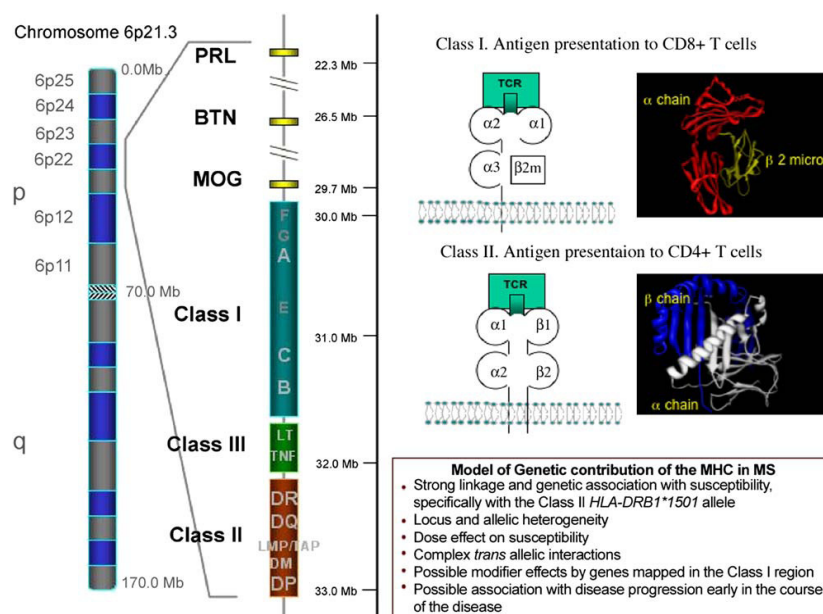 Chromosome 6p21.3
0.0Mb
6p25
6p24
6p23
6p22
p
6p12
6p11
70.0 Mb
q
170.0 Mb
PRL
BTN
MOG
Class I
Class III
Class II
F
G
A
E
C
B
LT
TNF
DR
DQ
LMP/TAP
DM
DP
22.3 Mb
26.5 Mb
29.7 Mb
30.0 Mb
31.0 Mb
32.0 Mb
33.0 Mb
Class I. Antigen presentation to CD8+ T cells
TCR
α2
α1
α3
β2m
α chain
β 2 micro
Class II. Antigen presentaion to CD4+ T cells
TCR
α1
β1
α2
β2
β chain
α chain
Model of Genetic contribution of the MHC in MS
• Strong linkage and genetic association with susceptibility,
specifically with the Class II HLA-DRB1*1501 allele
• Locus and allelic heterogeneity
• Dose effect on susceptibility
• Complex trans allelic interactions
• Possible modifier effects by genes mapped in the Class I region
• Possible association with disease progression early in the course
of the disease